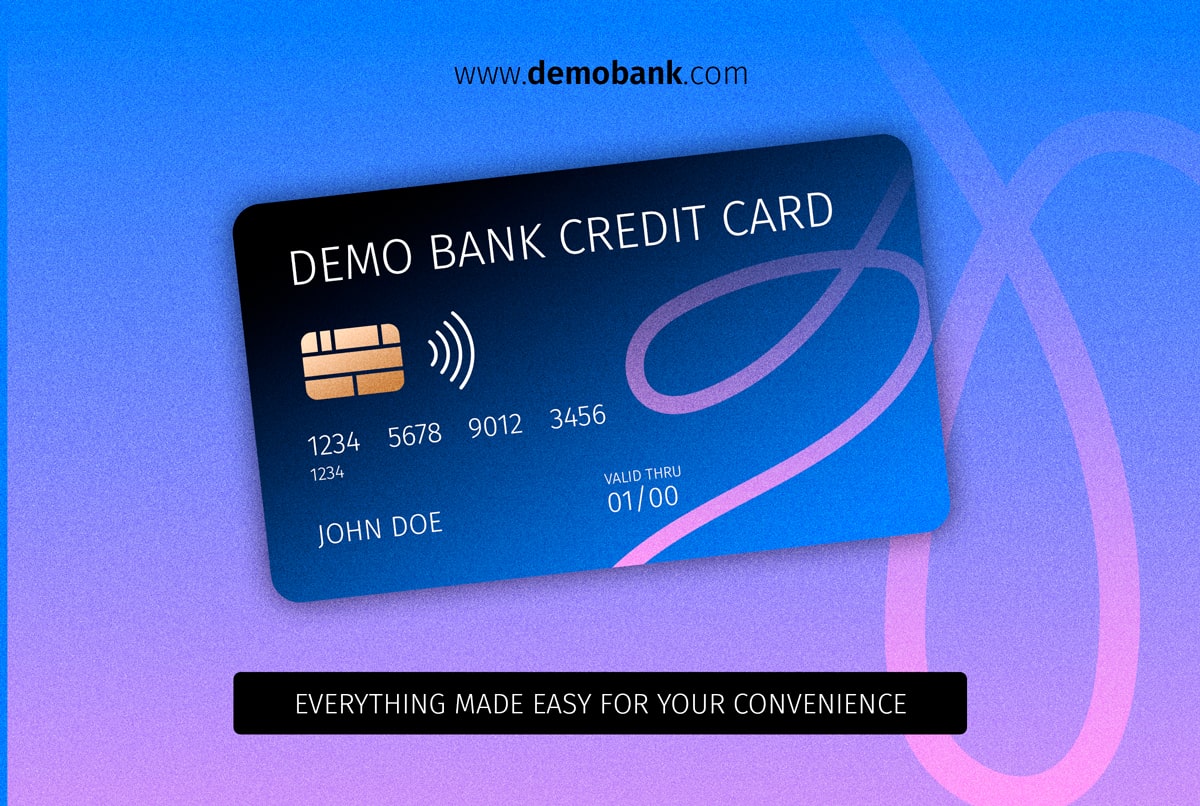 www.demobank.com
DEMO BANK CREDIT CARD
1234 5678 9012 3456
1234
VALID THRU
01/00
JOHN DOE
EVERYTHING MADE EASY FOR YOUR CONVENIENCE